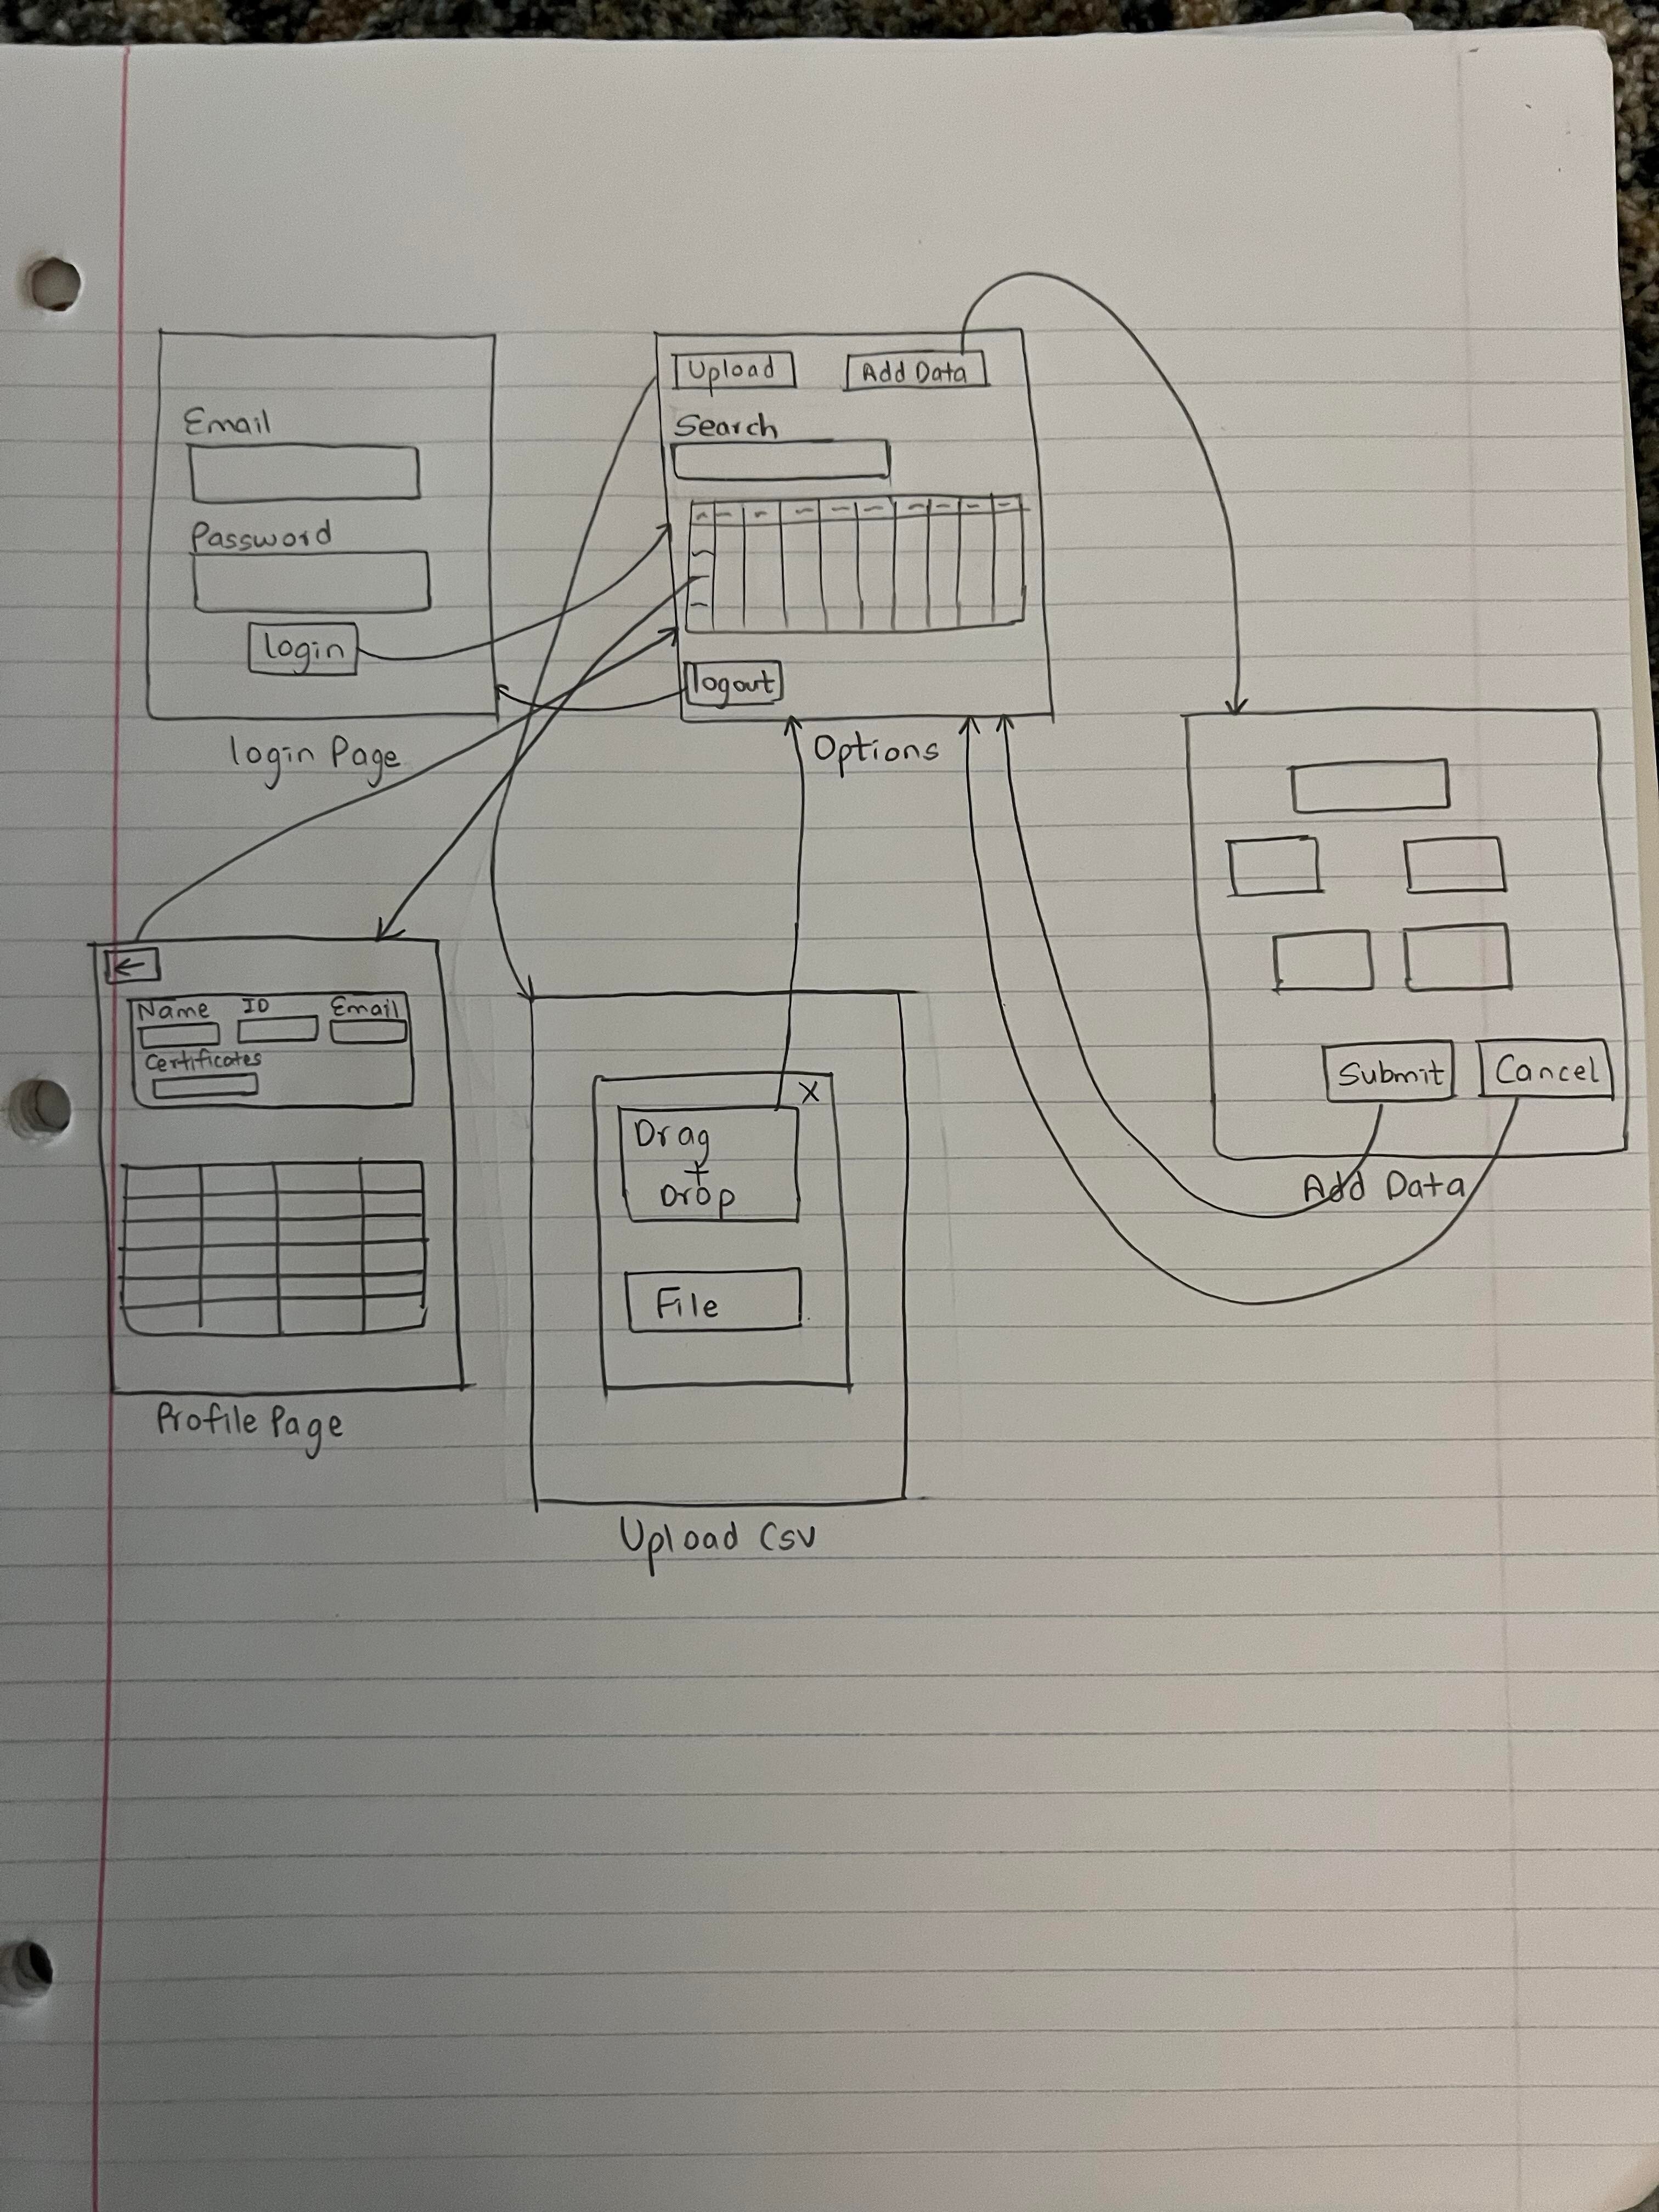 Email
Password
login
login Page
Upload Add Data
Search
logout
Options
Submit Cancel
Add Data
Name ID Email
Certificates
Profile Page
X
Drag
+
Drop
File
Upload Csv